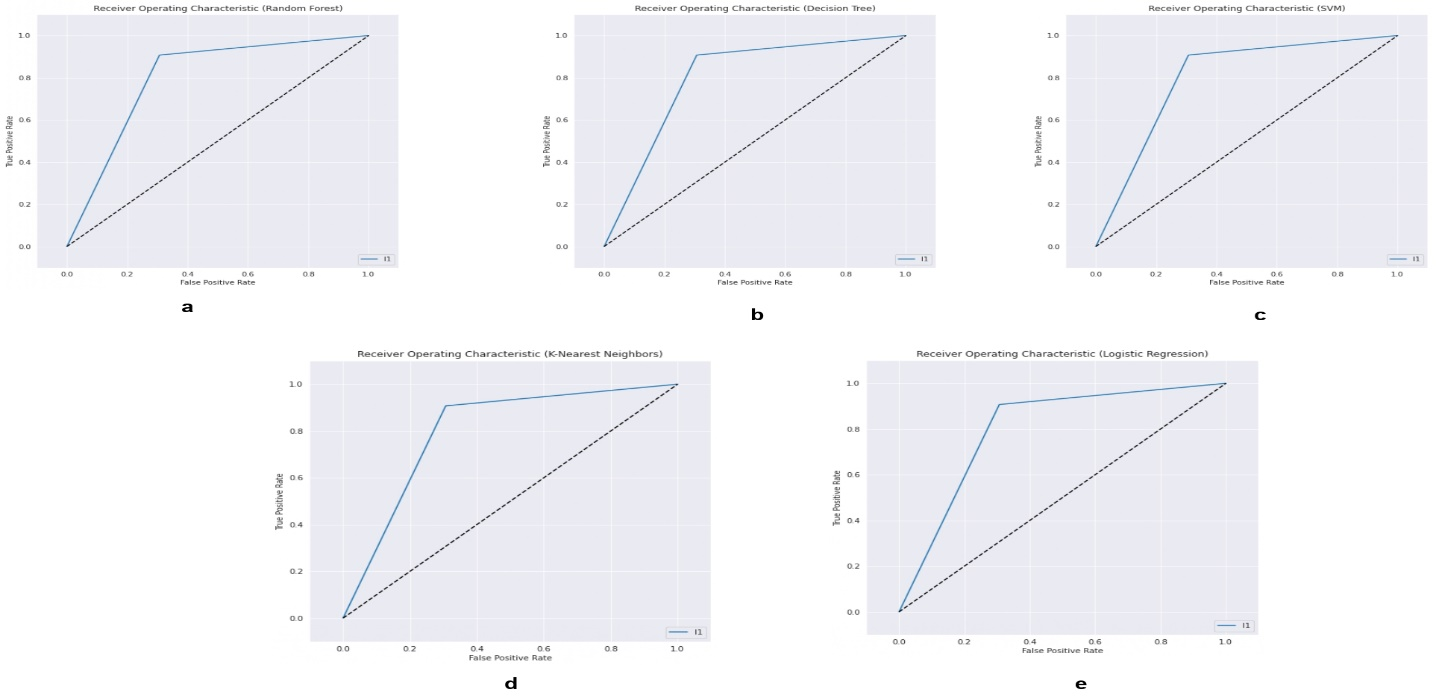 Receiver Operating Characteristic (Random Forest)
1.0
0.8
0.6
0.4
0.2
0.0
True Positive Rate
0.0 0.2 0.4 0.6 0.8 1.0
False Positive Rate
l1
a
Receiver Operating Characteristic (Decision Tree)
1.0
0.8
0.6
0.4
0.2
0.0
True Positive Rate
0.0 0.2 0.4 0.6 0.8 1.0
False Positive Rate
l1
b
Receiver Operating Characteristic (SVM)
1.0
0.8
0.6
0.4
0.2
0.0
True Positive Rate
0.0 0.2 0.4 0.6 0.8 1.0
False Positive Rate
l1
c
Receiver Operating Characteristic (K-Nearest Neighbors)
1.0
0.8
0.6
0.4
0.2
0.0
True Positive Rate
0.0 0.2 0.4 0.6 0.8 1.0
False Positive Rate
l1
d
Receiver Operating Characteristic (Logistic Regression)
1.0
0.8
0.6
0.4
0.2
0.0
True Positive Rate
0.0 0.2 0.4 0.6 0.8 1.0
False Positive Rate
l1
e